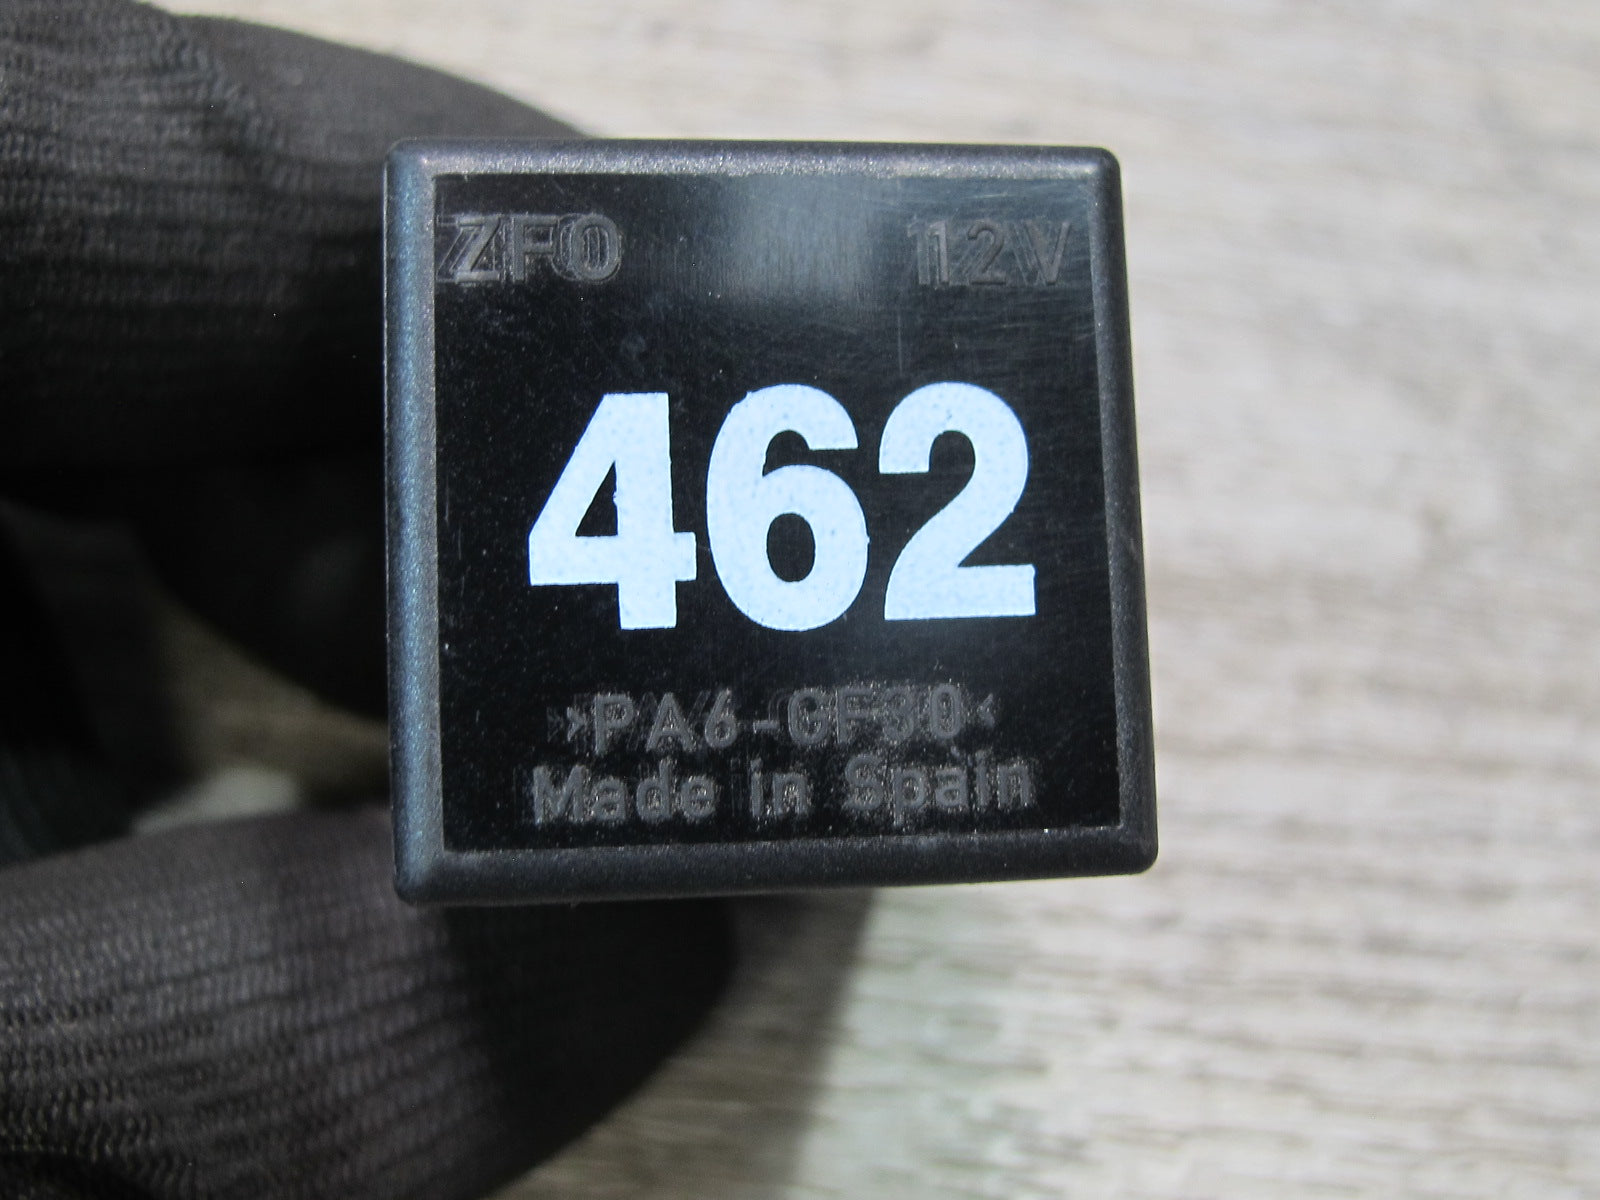 ZFO 12V
462
>PA6-GF30<
Made in Spain